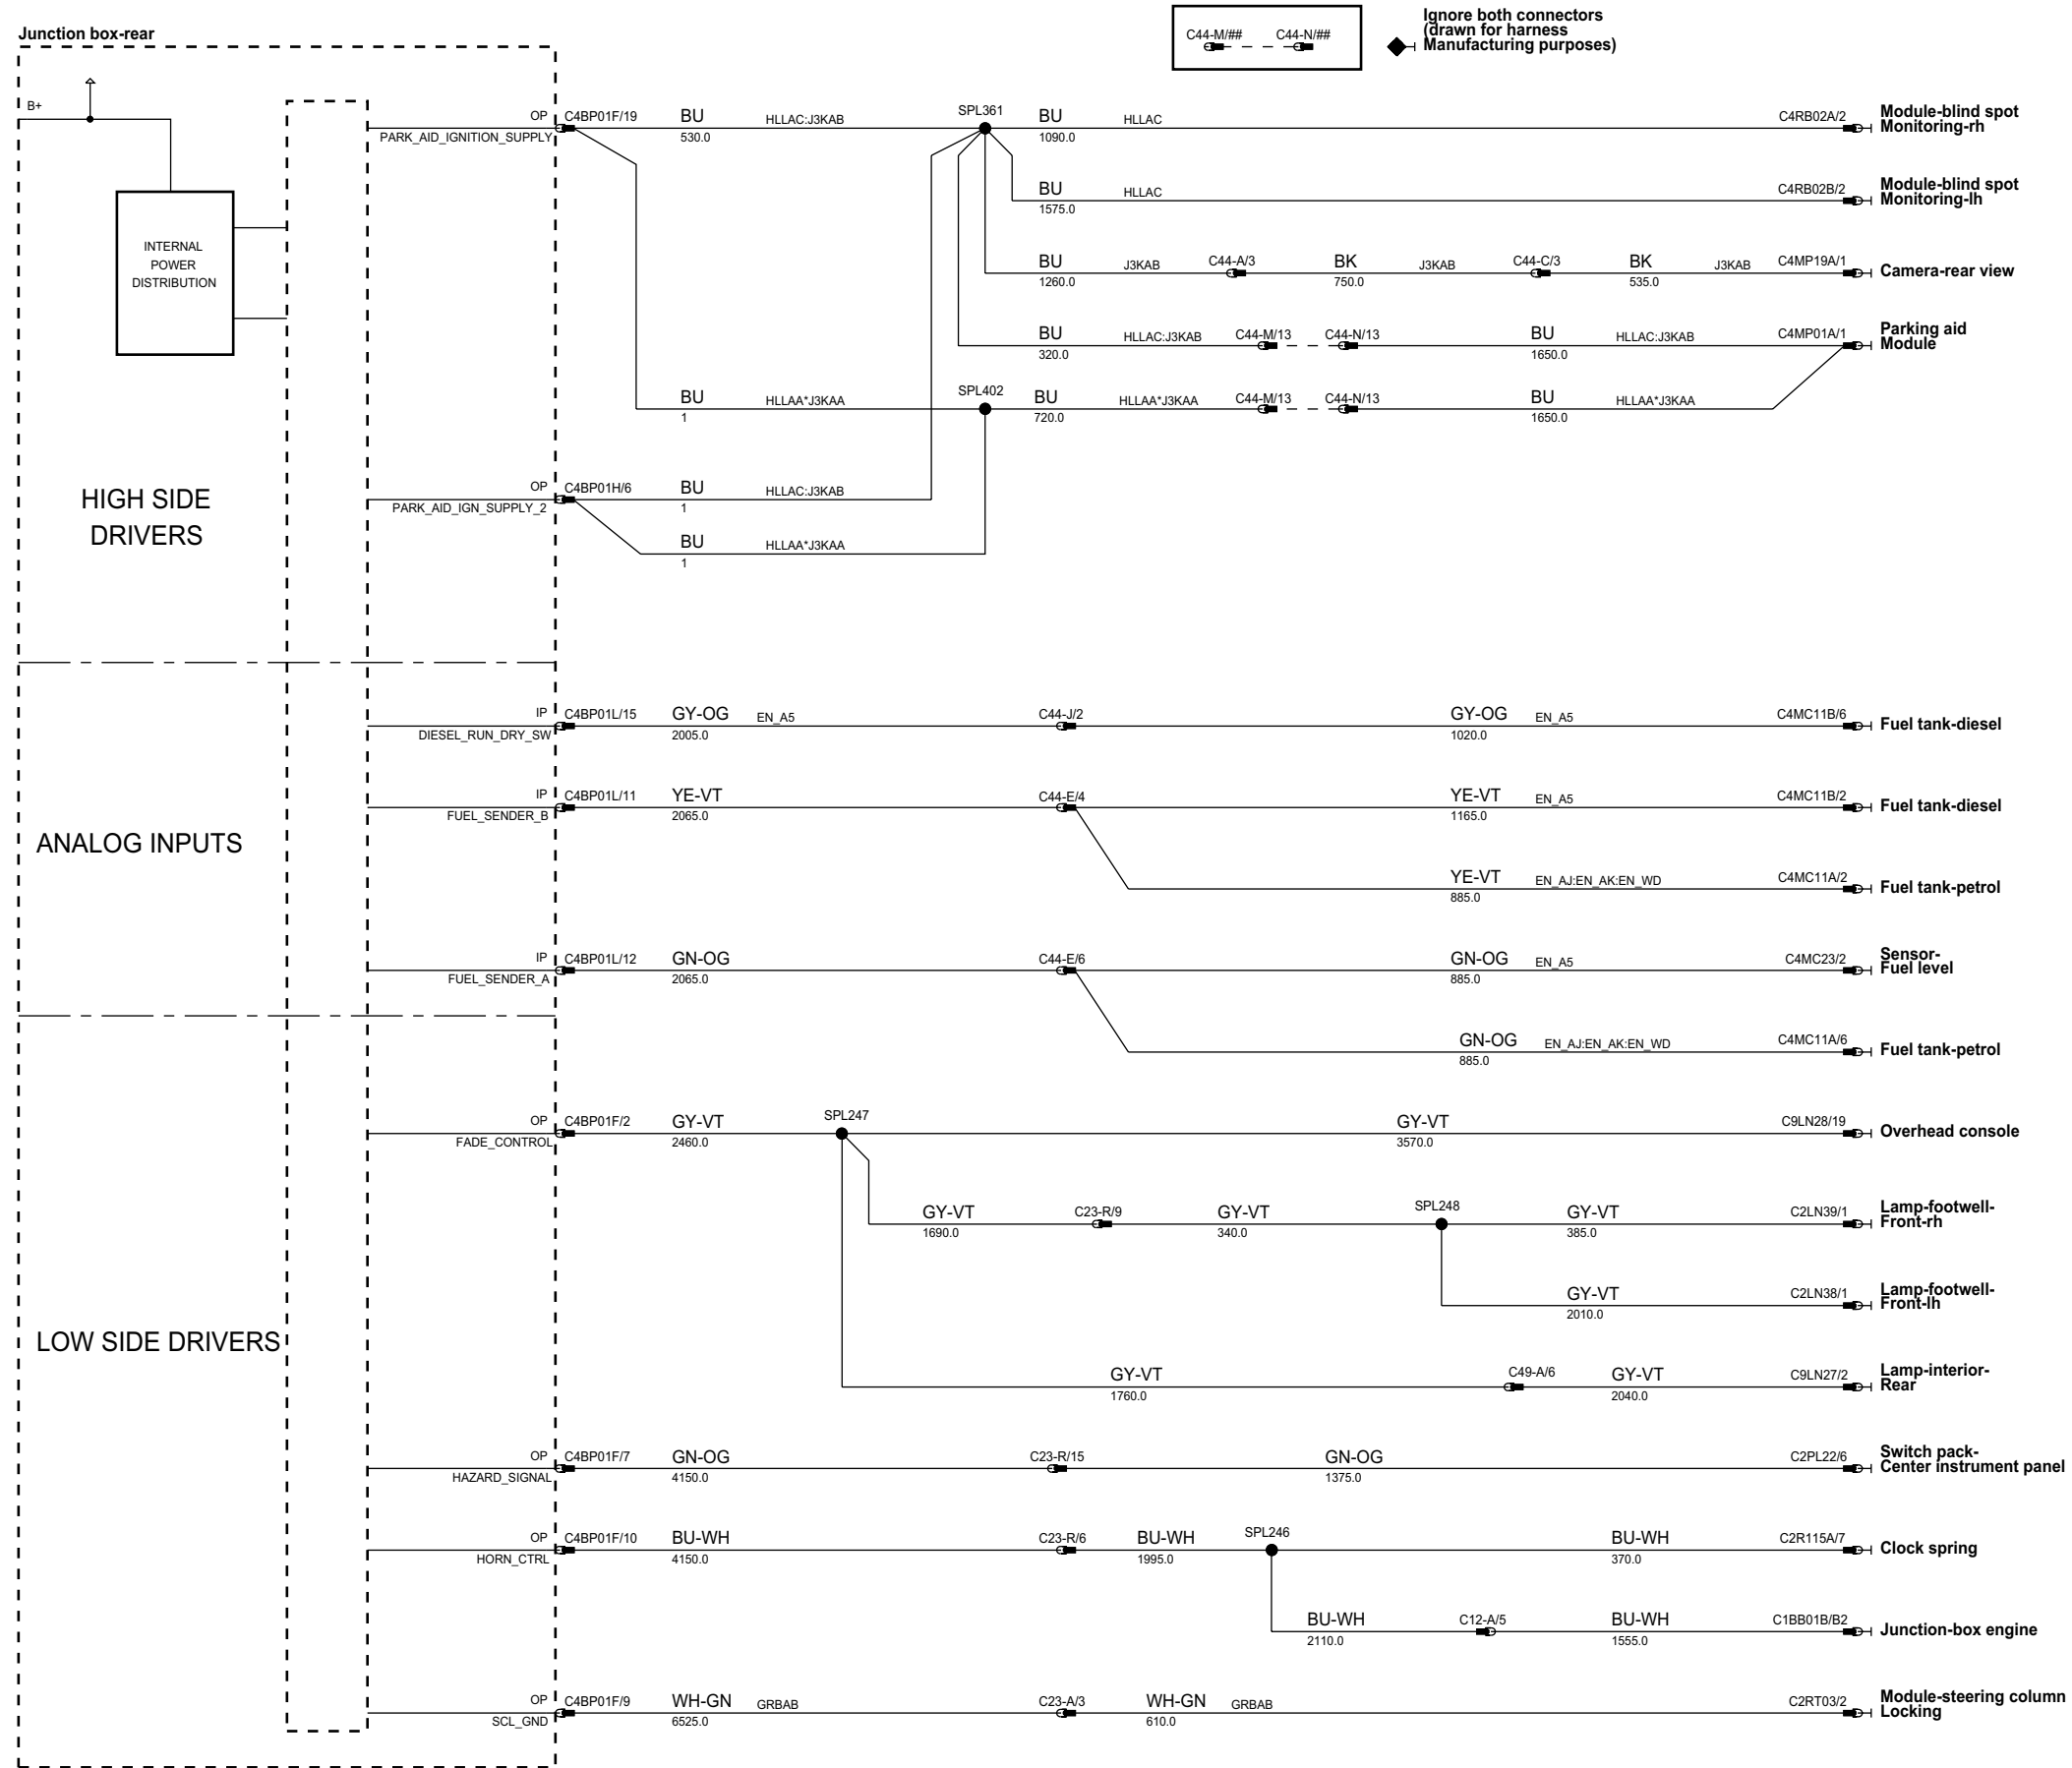 Junction box-rear
C44-M/##
C44-N/##
Ignore both connectors
(drawn for harness
Manufacturing purposes)
B+
INTERNAL
POWER
DISTRIBUTION
HIGH SIDE
DRIVERS
OP C4BP01F/19 BU HLLAC:J3KAB SPL361 BU HLLAC C4RB02A/2 Module-blind spot
PARK_AID_IGNITION_SUPPLY 530.0 1090.0 Monitoring-rh
BU HLLAC C4RB02B/2 Module-blind spot
1575.0 Monitoring-lh
BU J3KAB C44-A/3 BK J3KAB C44-C/3 BK J3KAB C4MP19A/1 Camera-rear view
1260.0 750.0 535.0
BU HLLAC:J3KAB C44-M/13 C44-N/13 BU HLLAC:J3KAB C4MP01A/1 Parking aid
320.0 1650.0 Module
BU HLLAA*J3KAA SPL402 BU HLLAA*J3KAA C44-M/13 C44-N/13 BU HLLAA*J3KAA
1 720.0 1650.0
OP C4BP01H/6 BU HLLAC:J3KAB
PARK_AID_IGN_SUPPLY_2 1
BU HLLAA*J3KAA
1
ANALOG INPUTS
IP C4BP01L/15 GY-OG EN_A5 C44-J/2 GY-OG EN_A5 C4MC11B/6 Fuel tank-diesel
DIESEL_RUN_DRY_SW 2005.0 1020.0
IP C4BP01L/11 YE-VT C44-E/4 YE-VT EN_A5 C4MC11B/2 Fuel tank-diesel
FUEL_SENDER_B 2065.0 1165.0
YE-VT EN_AJ:EN_AK:EN_WD C4MC11A/2 Fuel tank-petrol
885.0
IP C4BP01L/12 GN-OG C44-E/6 GN-OG EN_A5 C4MC23/2 Sensor-
FUEL_SENDER_A 2065.0 885.0 Fuel level
GN-OG EN_AJ:EN_AK:EN_WD C4MC11A/6 Fuel tank-petrol
885.0
LOW SIDE DRIVERS
OP C4BP01F/2 GY-VT SPL247 GY-VT C9LN28/19 Overhead console
FADE_CONTROL 2460.0 3570.0
GY-VT C23-R/9 GY-VT SPL248 GY-VT C2LN39/1 Lamp-footwell-
1690.0 340.0 385.0 Front-rh
GY-VT C2LN38/1 Lamp-footwell-
2010.0 Front-lh
GY-VT C49-A/6 GY-VT C9LN27/2 Lamp-interior-
1760.0 2040.0 Rear
OP C4BP01F/7 GN-OG C23-R/15 GN-OG C2PL22/6 Switch pack-
HAZARD_SIGNAL 4150.0 1375.0 Center instrument panel
OP C4BP01F/10 BU-WH C23-R/6 BU-WH SPL246 BU-WH C2R115A/7 Clock spring
HORN_CTRL 4150.0 1995.0 370.0
BU-WH C12-A/5 BU-WH C1BB01B/B2 Junction-box engine
2110.0 1555.0
OP C4BP01F/9 WH-GN GRBAB C23-A/3 WH-GN GRBAB C2RT03/2 Module-steering column
SCL_GND 6525.0 610.0 Locking